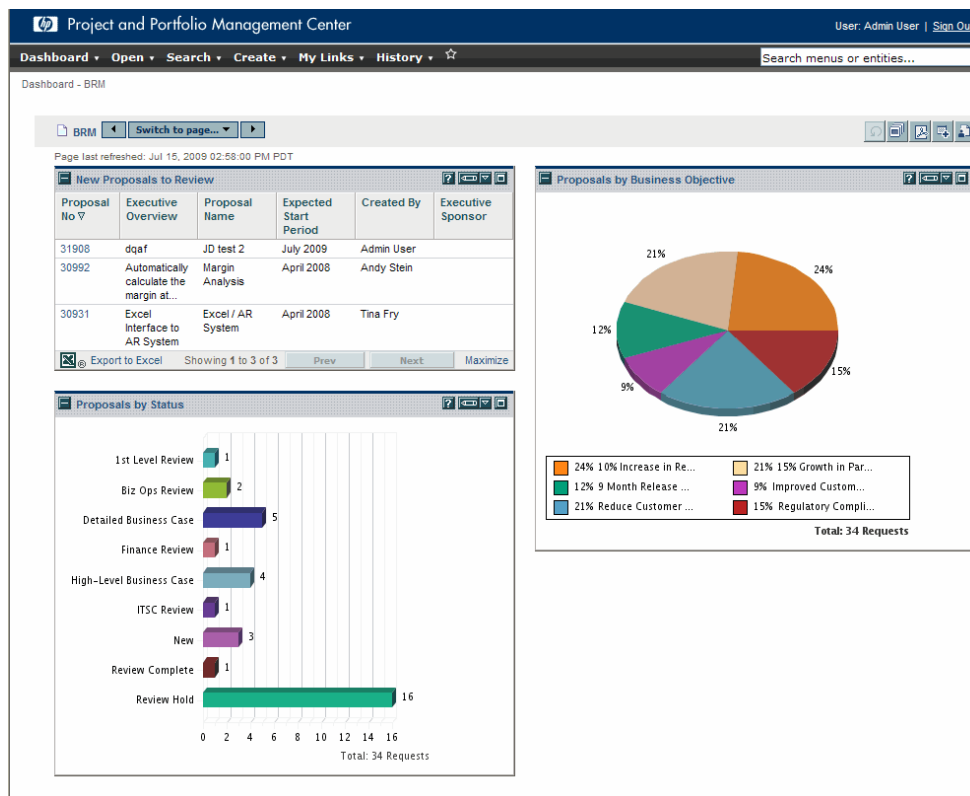 hp Project and Portfolio Management Center
User: Admin User | Sign Ou
Dashboard Open Search Create My Links History
Search menus or entities...
Dashboard - BRM
BRM Switch to page...
Page last refreshed: Jul 15, 2009 02:58:00 PM PDT
New Proposals to Review
Proposal No Executive Overview Proposal Name Expected Start Period Created By Executive Sponsor
31908 dqaf JD test 2 July 2009 Admin User
30992 Automatically calculate the margin at... Margin Analysis April 2008 Andy Stein
30931 Excel Interface to AR System Excel / AR System April 2008 Tina Fry
Export to Excel Showing 1 to 3 of 3 Prev Next Maximize
Proposals by Status
1st Level Review 1
Biz Ops Review 2
Detailed Business Case 5
Finance Review 1
High-Level Business Case 4
ITSC Review 1
New 3
Review Complete 1
Review Hold 16
0 2 4 6 8 10 12 14 16
Total: 34 Requests
Proposals by Business Objective
21%
24%
12%
15%
9%
21%
24% 10% Increase in Re...
21% 15% Growth in Par...
12% 9 Month Release ...
9% Improved Custom...
21% Reduce Customer ...
15% Regulatory Compli...
Total: 34 Requests